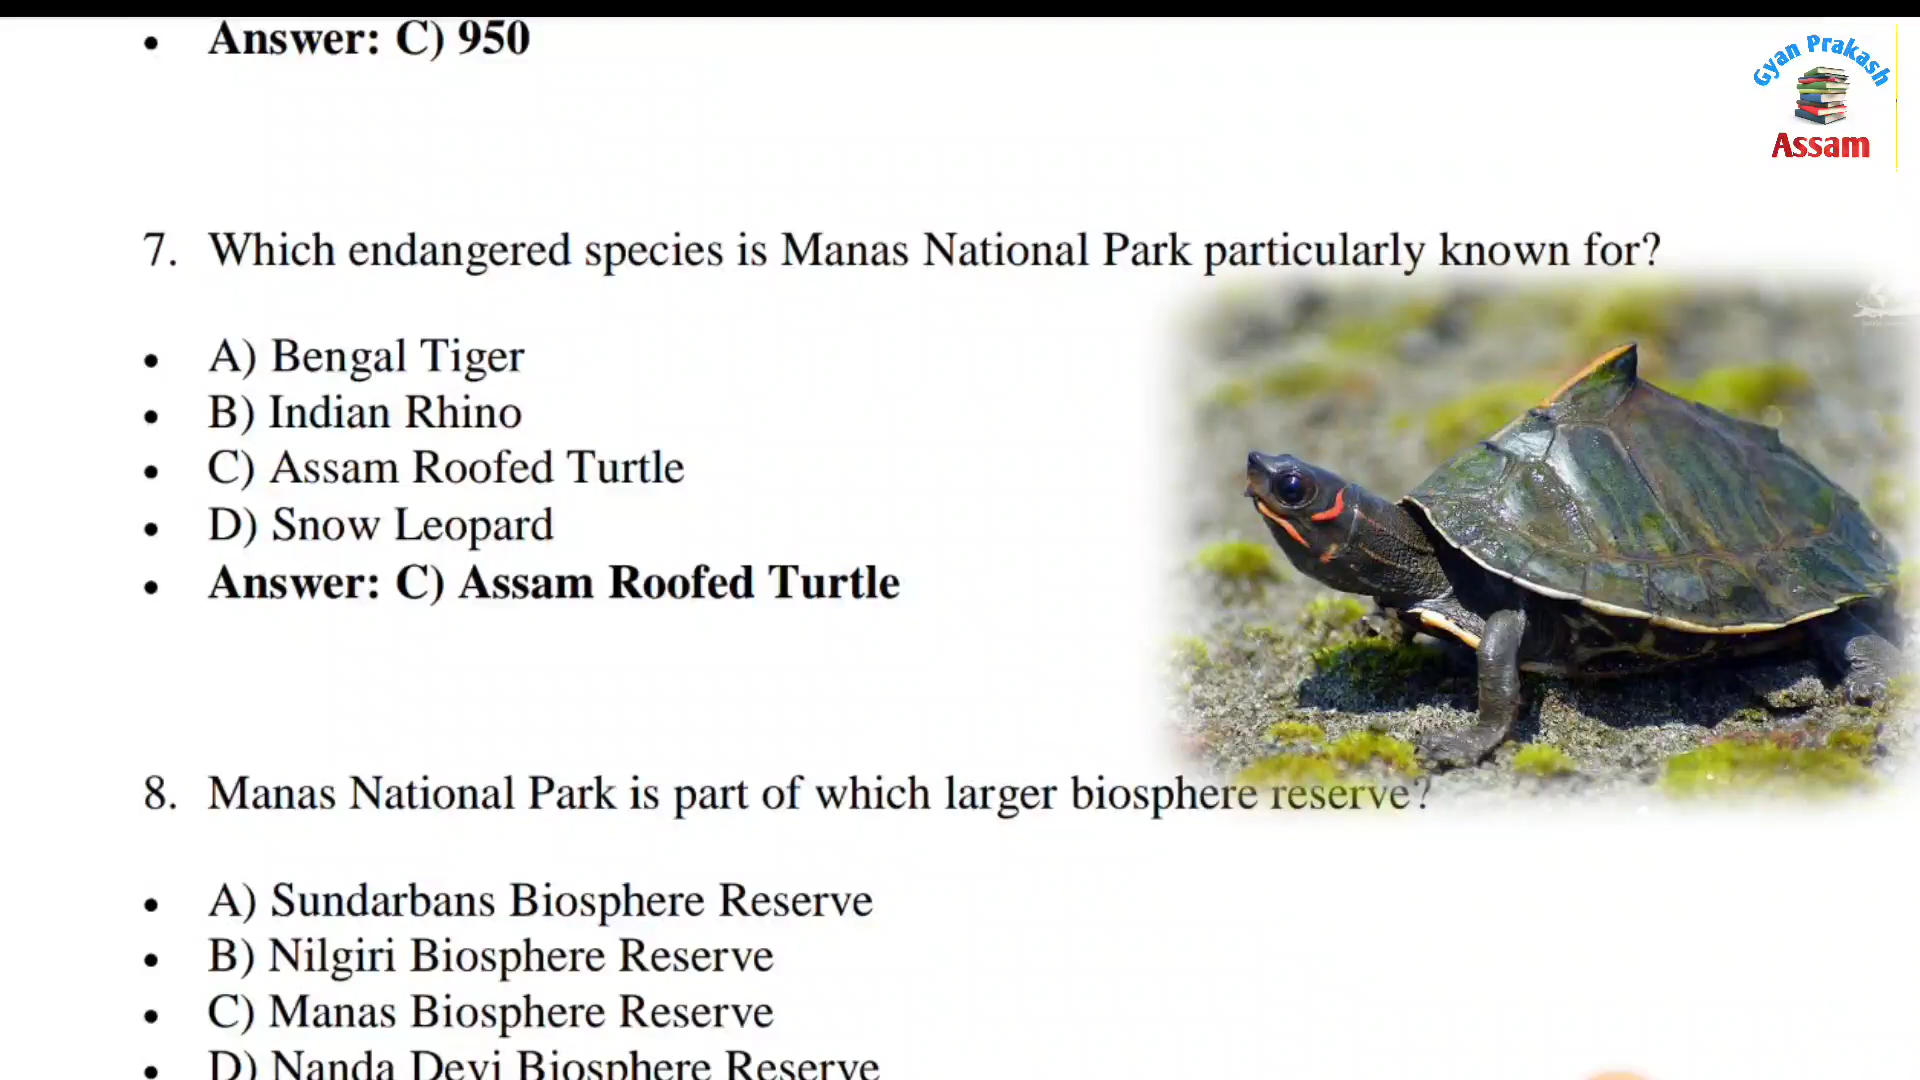 • Answer: C) 950
Gyan Prakash
Assam
7. Which endangered species is Manas National Park particularly known for?
• A) Bengal Tiger
• B) Indian Rhino
• C) Assam Roofed Turtle
• D) Snow Leopard
• Answer: C) Assam Roofed Turtle
8. Manas National Park is part of which larger biosphere reserve?
• A) Sundarbans Biosphere Reserve
• B) Nilgiri Biosphere Reserve
• C) Manas Biosphere Reserve
• D) Nanda Devi Biosphere Reserve